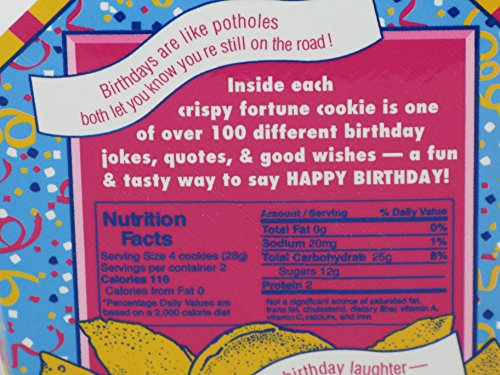 Birthdays are like potholes
both let you know you re still on the road !
Inside each
crispy fortune cookie is one
of over 100 different birthday
jokes, quotes, & good wishes — a fun
& tasty way to say HAPPY BIRTHDAY!
Nutrition
Facts
Serving Size 4 cookies (28g)
Servings per container 2
Calories 110
Calories from Fat 0
*Percentage Daily Values are
based on a 2,000 calorie diet
Amount / Serving % Daily Value
Total Fat 0g 0%
Sodium 20mg 1%
Total Carbohydrate 25g 8%
Sugars 12g
Protein 2
Not a significant source of saturated fat,
trans fat, cholesterol, dietary fiber, vitamin A,
vitamin C, calcium, and iron
birthday laughter—